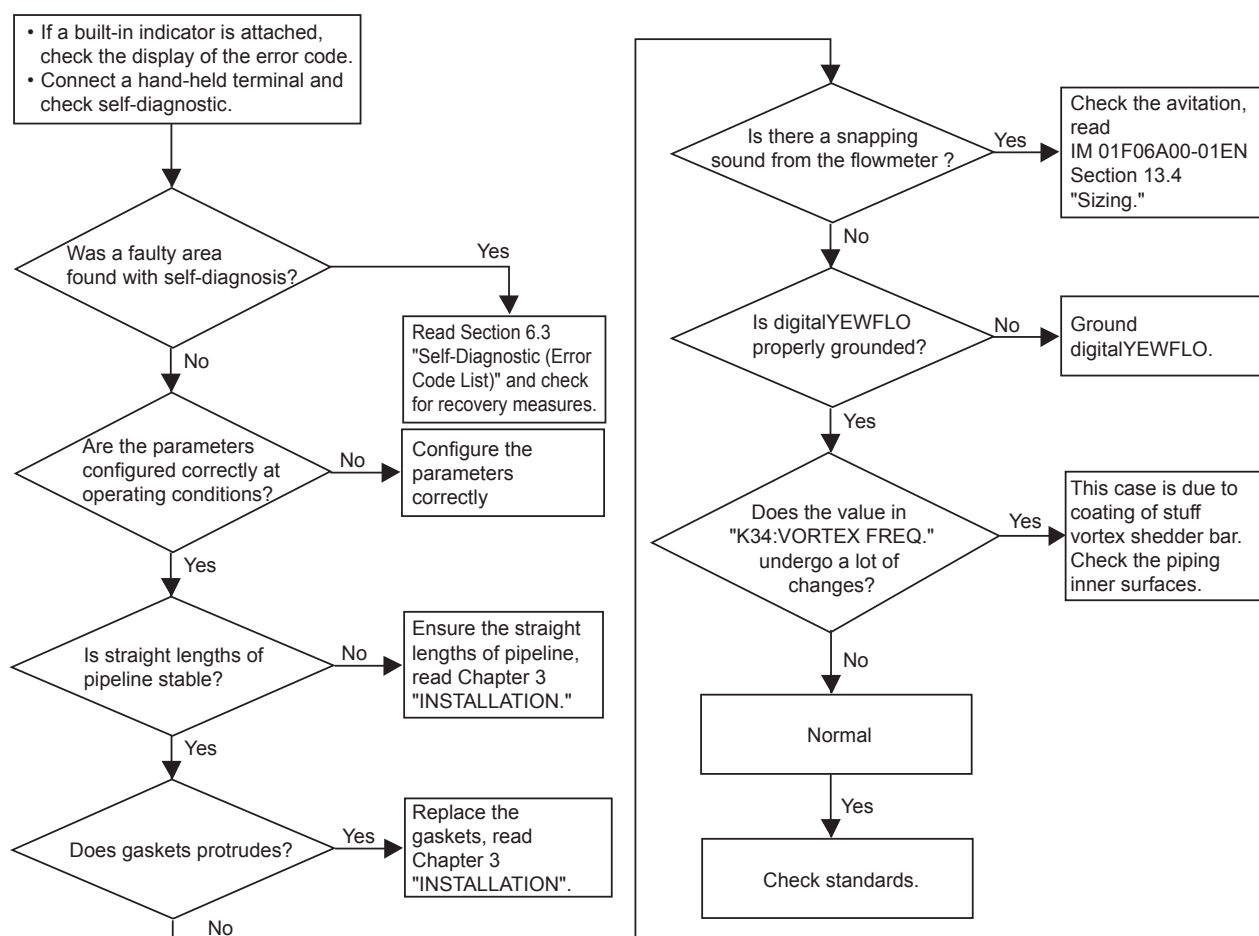 • If a built-in indicator is attached,
check the display of the error code.
• Connect a hand-held terminal and
check self-diagnostic.
Was a faulty area
found with self-diagnosis?
Yes
Read Section 6.3
"Self-Diagnostic (Error
Code List)" and check
for recovery measures.
No
Are the parameters
configured correctly at
operating conditions?
No
Configure the
parameters
correctly
Yes
Is straight lengths of
pipeline stable?
No
Ensure the straight
lengths of pipeline,
read Chapter 3
"INSTALLATION."
Yes
Does gaskets protrudes?
Yes
Replace the
gaskets, read
Chapter 3
"INSTALLATION".
No
Is there a snapping
sound from the flowmeter ?
Yes
Check the avitation,
read
IM 01F06A00-01EN
Section 13.4
"Sizing."
No
Is digitalYEWFLO
properly grounded?
No
Ground
digitalYEWFLO.
Yes
Does the value in
"K34:VORTEX FREQ."
undergo a lot of
changes?
Yes
This case is due to
coating of stuff
vortex shedder bar.
Check the piping
inner surfaces.
No
Normal
Yes
Check standards.